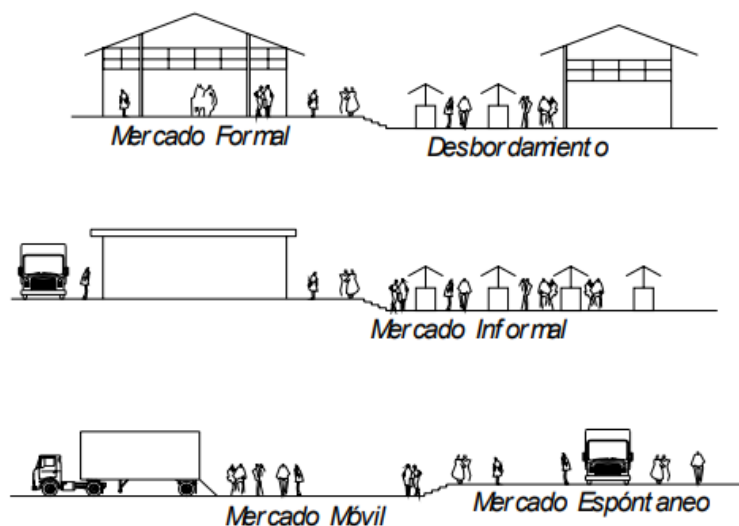 Mercado Formal
Desbordamiento
Mercado Informal
Mercado Móvil
Mercado Espóntaneo